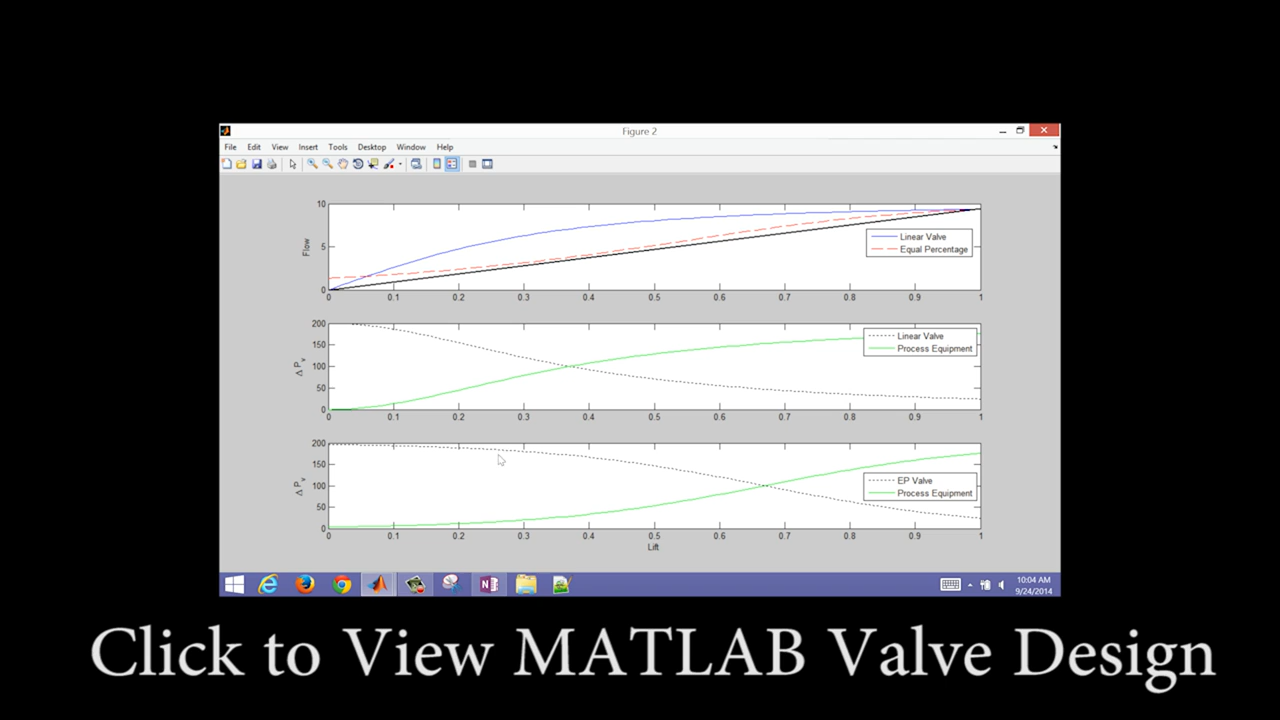 Figure 2
File Edit View Insert Tools Desktop Window Help
10
5
0
Flow
Linear Valve
Equal Percentage
0 0.1 0.2 0.3 0.4 0.5 0.6 0.7 0.8 0.9 1
200
150
100
50
0
Δ Pv
Linear Valve
Process Equipment
0 0.1 0.2 0.3 0.4 0.5 0.6 0.7 0.8 0.9 1
200
150
100
50
0
Δ Pv
EP Valve
Process Equipment
0 0.1 0.2 0.3 0.4 0.5 0.6 0.7 0.8 0.9 1
Lift
10:04 AM
9/24/2014
Click to View MATLAB Valve Design